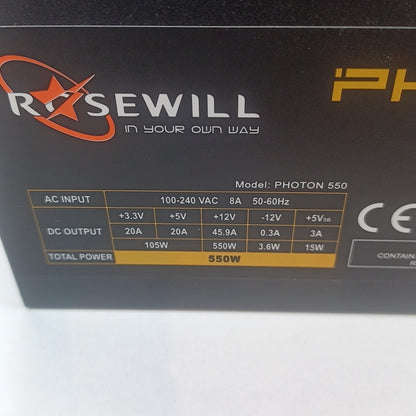 ROSEWILL
IN YOUR OWN WAY
PH
Model: PHOTON 550
AC INPUT 100-240 VAC 8A 50-60Hz
DC OUTPUT +3.3V +5V +12V -12V +5VSB
20A 20A 45.9A 0.3A 3A
105W 550W 3.6W 15W
TOTAL POWER 550W
CE
CONTAIN
R